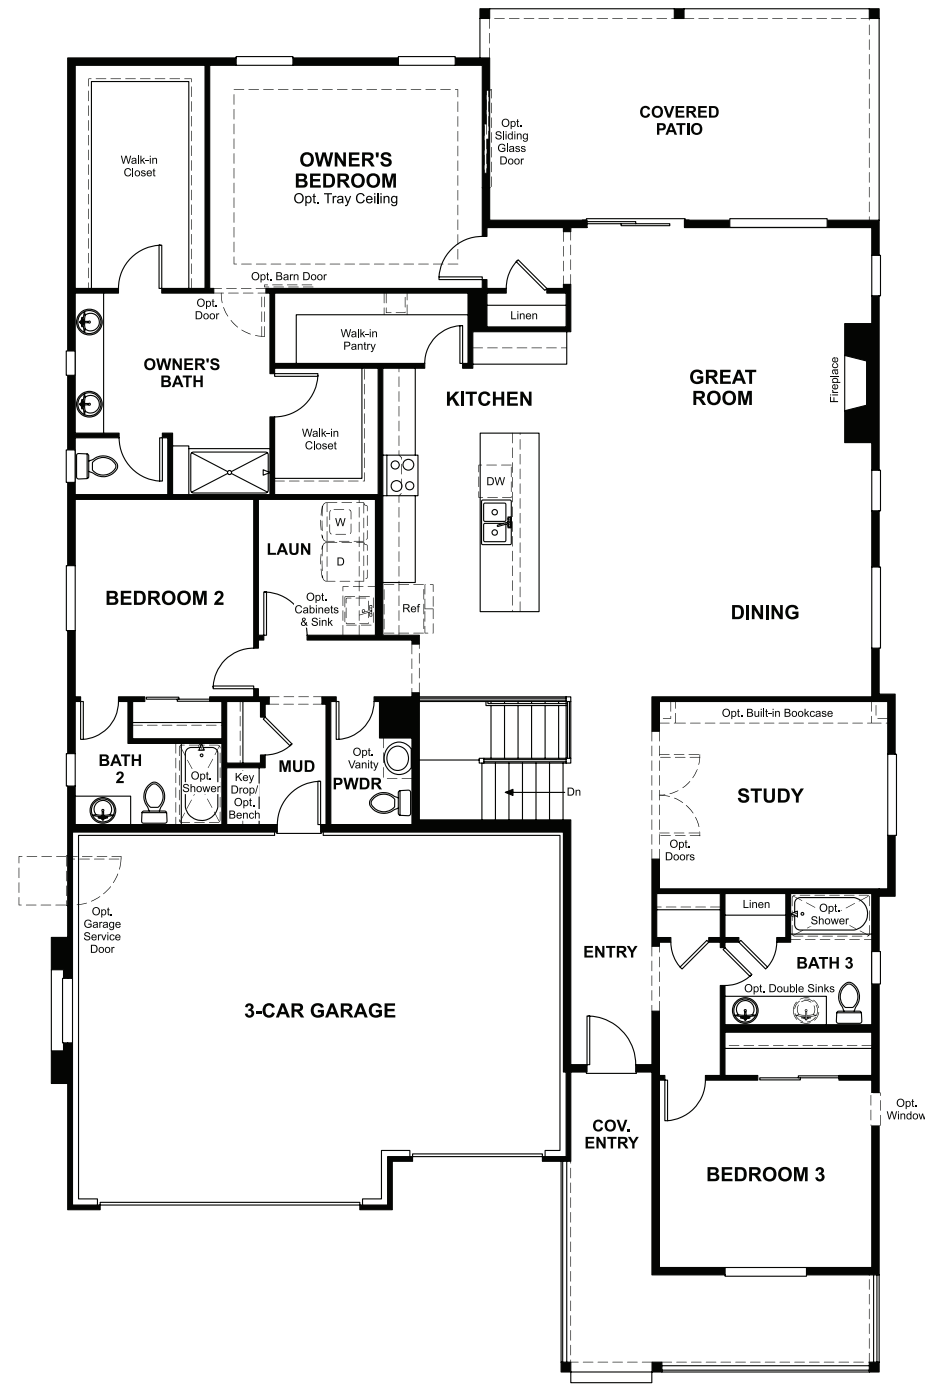 COVERED
PATIO
Opt.
Sliding
Glass
Door
Walk-in
Closet
OWNER'S
BEDROOM
Opt. Tray Ceiling
Opt. Barn Door
Opt.
Door
Linen
Walk-in
Pantry
OWNER'S
BATH
KITCHEN
GREAT
ROOM
Fireplace
Walk-in
Closet
DW
W
LAUN
D
BEDROOM 2
Opt.
Cabinets
& Sink
Ref
DINING
Opt. Built-in Bookcase
BATH
2
Opt.
Shower
MUD
Key
Drop/
Opt.
Bench
Opt.
Vanity
PWDR
Dn
STUDY
Opt.
Doors
Opt.
Garage
Service
Door
Linen
Opt.
Shower
ENTRY
BATH 3
Opt. Double Sinks
3-CAR GARAGE
Opt.
Window
COV.
ENTRY
BEDROOM 3